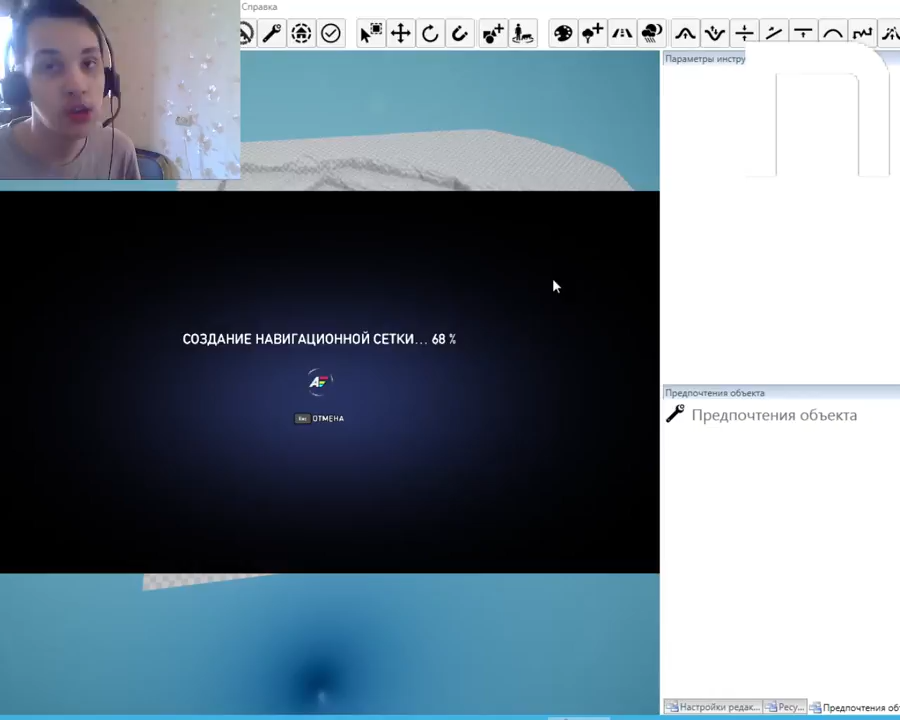 Справка
Параметры инстру
СОЗДАНИЕ НАВИГАЦИОННОЙ СЕТКИ... 68 %
AF
Esc ОТМЕНА
Предпочтения объекта
Предпочтения объекта
Настройки редак...
Ресу...
Предпочтения об